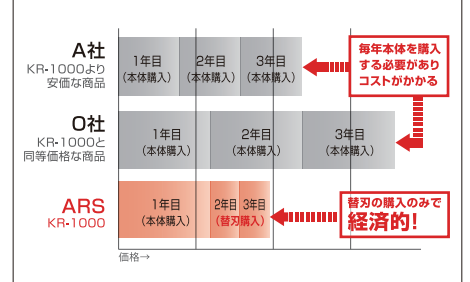 A社
KR-1000より
安価な商品
1年目
(本体購入)
2年目
(本体購入)
3年目
(本体購入)
毎年本体を購入
する必要があり
コストがかかる
O社
KR-1000と
同等価格な商品
1年目
(本体購入)
2年目
(本体購入)
3年目
(本体購入)
ARS
KR-1000
1年目
(本体購入)
2年目 3年目
(替刃購入)
替刃の購入のみで
経済的!
価格→